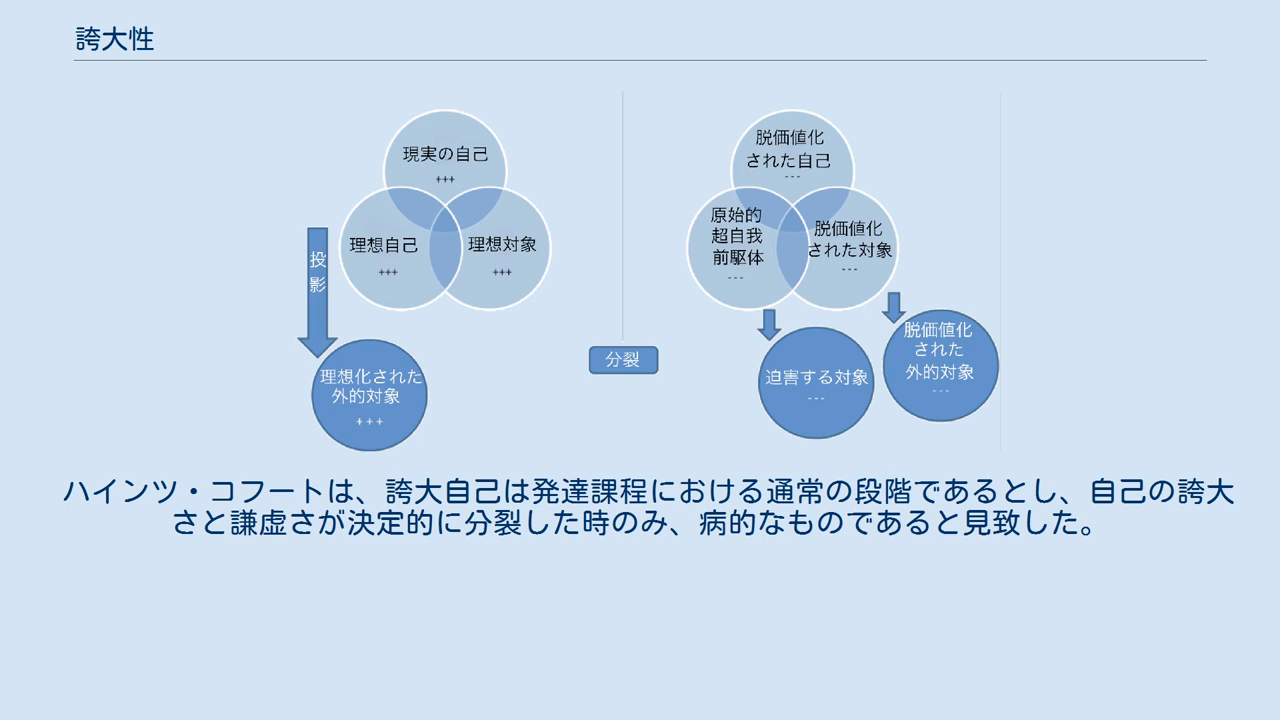 誇大性
現実の自己
+++
理想自己
+++
理想対象
+++
投
影
理想化された
外的対象
+++
分裂
脱価値化
された自己
---
原始的
超自我
前駆体
---
脱価値化
された対象
---
迫害する対象
---
脱価値化
された
外的対象
---
ハインツ・コフートは、誇大自己は発達課程における通常の段階であるとし、自己の誇大
さと謙虚さが決定的に分裂した時のみ、病的なものであると見致した。